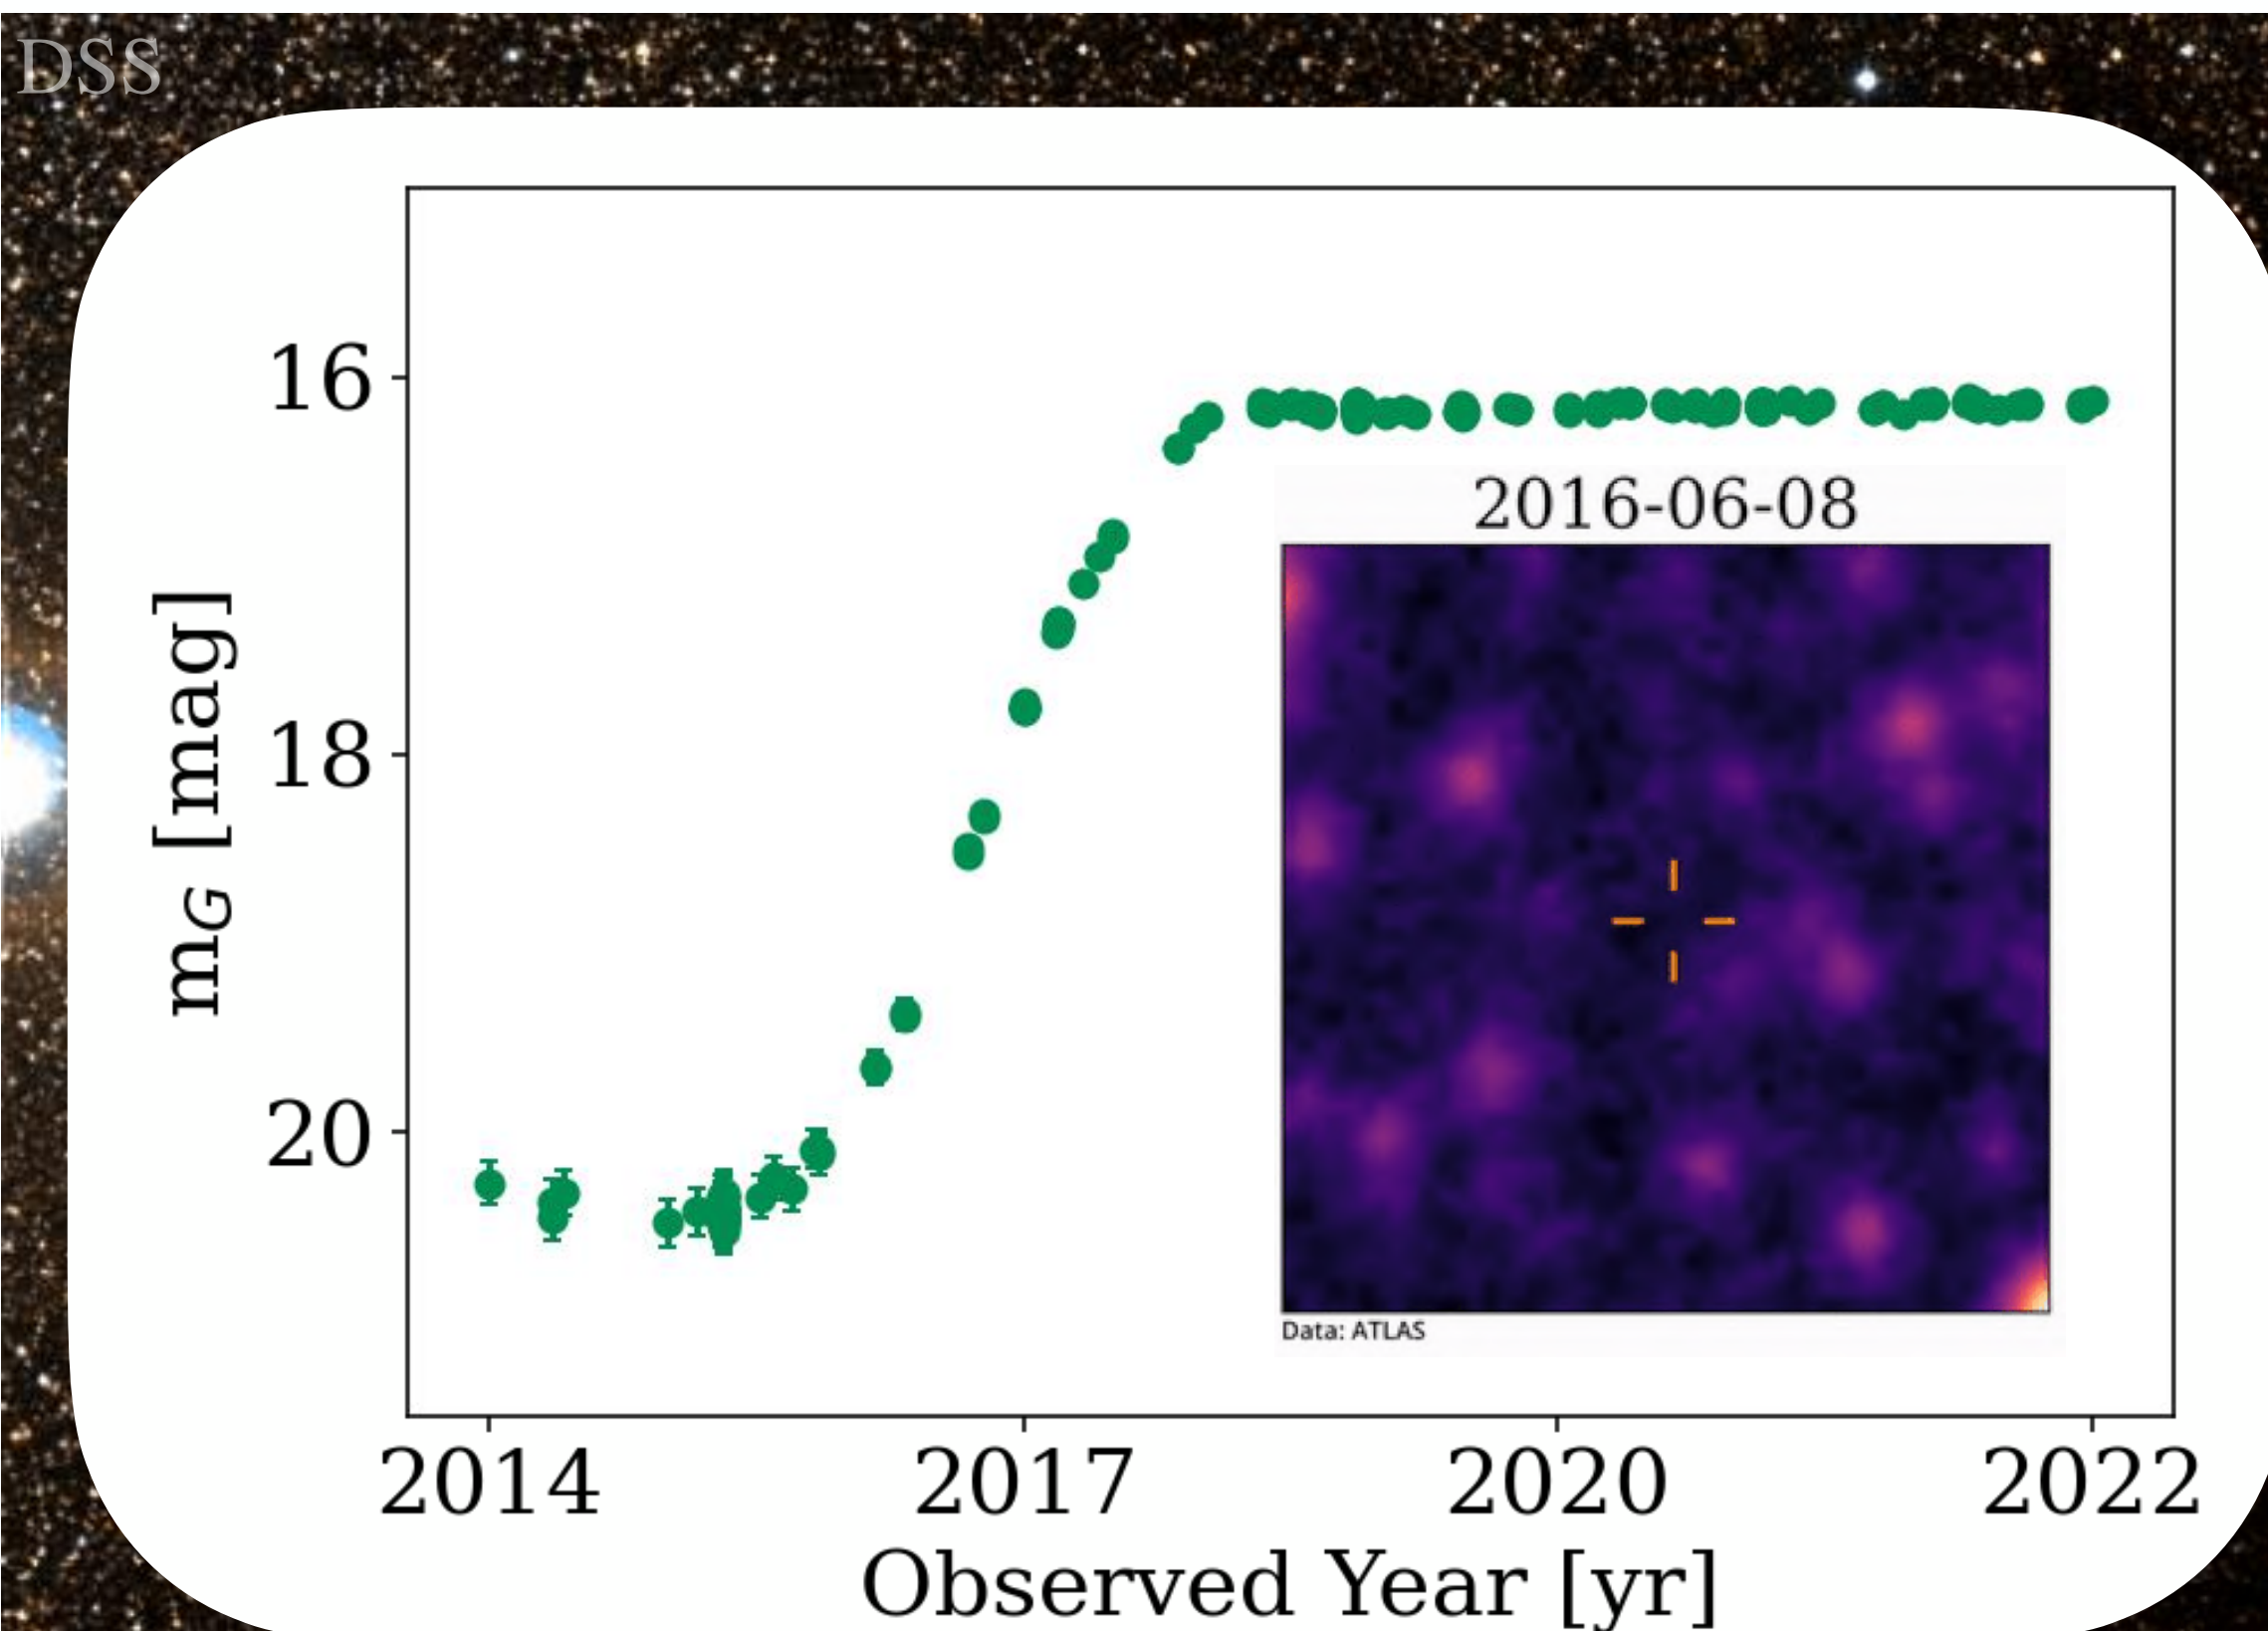 DSS
16
18
20
m_G [mag]
2016-06-08
Data: ATLAS
2014 2017 2020 2022
Observed Year [yr]